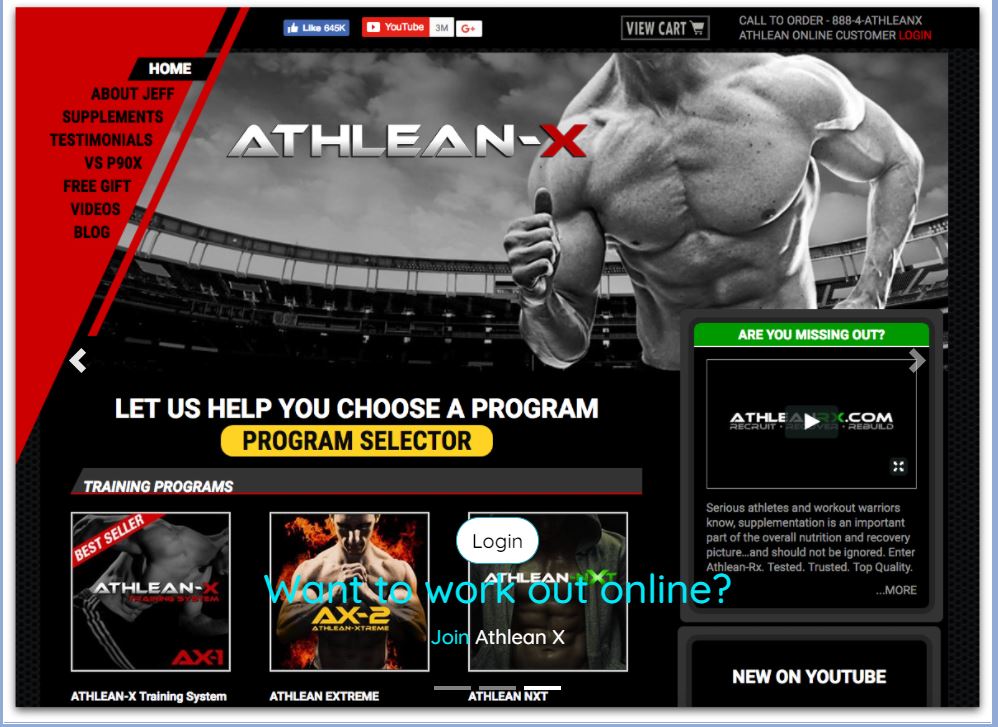 Like 645K
YouTube 3M
G+
VIEW CART
CALL TO ORDER - 888-4-ATHLEANX
ATHLEAN ONLINE CUSTOMER LOGIN
HOME
ABOUT JEFF
SUPPLEMENTS
TESTIMONIALS
VS P90X
FREE GIFT
VIDEOS
BLOG
ATHLEAN-X
LET US HELP YOU CHOOSE A PROGRAM
PROGRAM SELECTOR
TRAINING PROGRAMS
BEST SELLER
ATHLEAN-X
TRAINING SYSTEM
AX-1
ATHLEAN-X Training System
AX-2
ATHLEAN-XTREME
ATHLEAN EXTREME
ATHLEAN NXT
ATHLEAN NXT
Login
Want to work out online?
Join Athlean X
ARE YOU MISSING OUT?
ATHLEANRX.COM
RECRUIT · RECOVER · REBUILD
Serious athletes and workout warriors
know, supplementation is an important
part of the overall nutrition and recovery
picture...and should not be ignored. Enter
Athlean-Rx. Tested. Trusted. Top Quality.
...MORE
NEW ON YOUTUBE